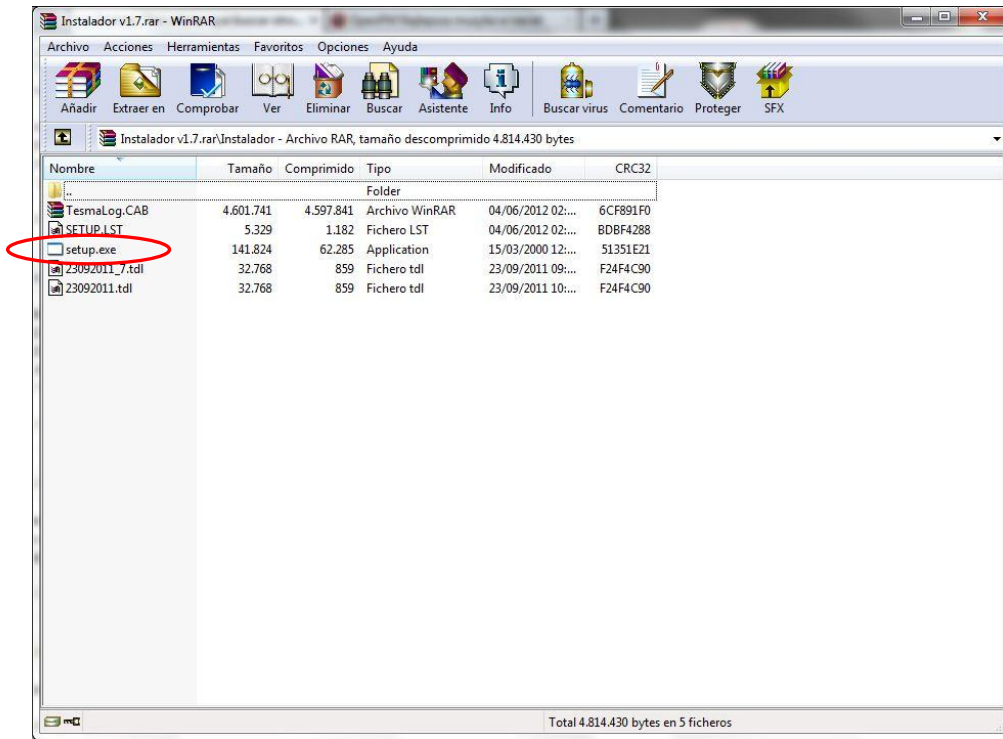 Instalador v1.7.rar - WinRAR
Archivo Acciones Herramientas Favoritos Opciones Ayuda
Añadir Extraer en Comprobar Ver Eliminar Buscar Asistente Info Buscar virus Comentario Proteger SFX
Instalador v1.7.rar\Instalador - Archivo RAR, tamaño descomprimido 4.814.430 bytes
Nombre Tamaño Comprimido Tipo Modificado CRC32
.. Folder
TesmaLog.CAB 4.601.741 4.597.841 Archivo WinRAR 04/06/2012 02:... 6CF891F0
SETUP.LST 5.329 1.182 Fichero LST 04/06/2012 02:... BDBF4288
setup.exe 141.824 62.285 Application 15/03/2000 12:... 51351E21
23092011_7.tdl 32.768 859 Fichero tdl 23/09/2011 09:... F24F4C90
23092011.tdl 32.768 859 Fichero tdl 23/09/2011 10:... F24F4C90
Total 4.814.430 bytes en 5 ficheros